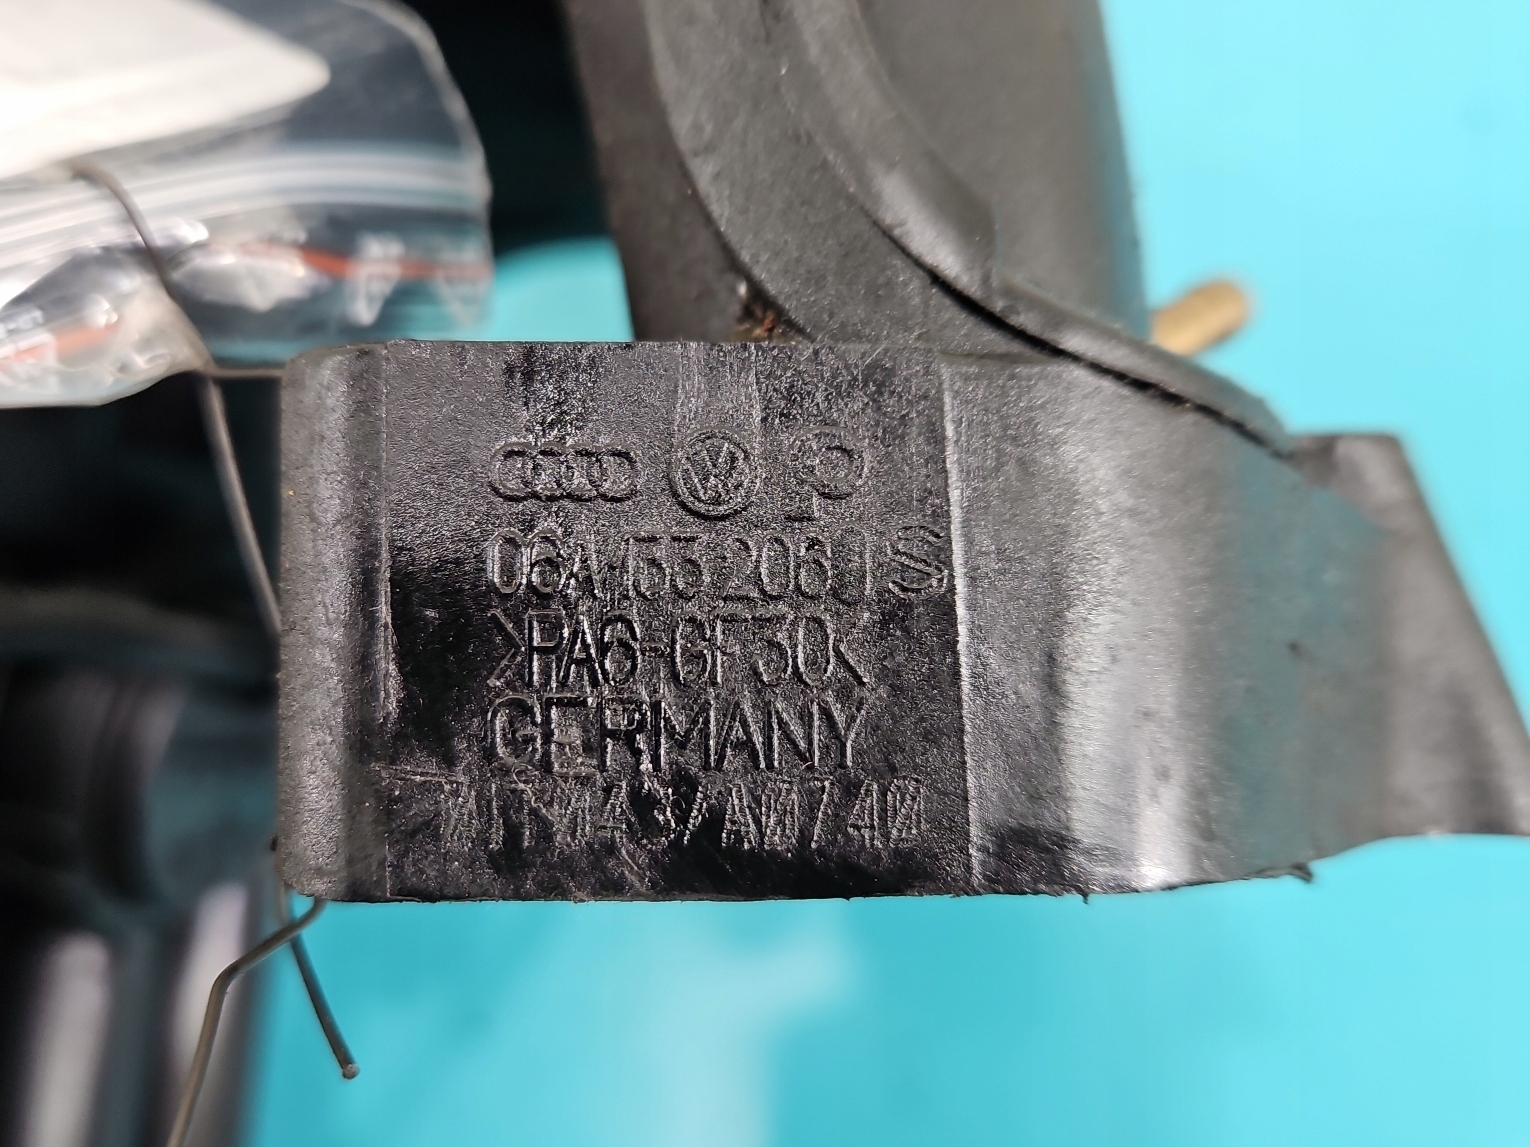 06A 133 206 J S
>PA6-GF30<
GERMANY